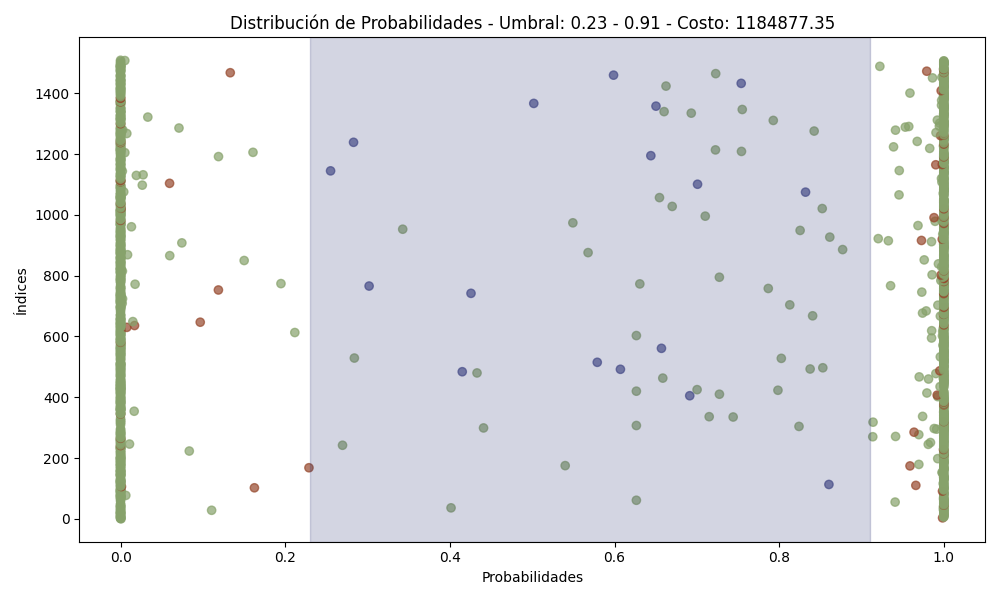 Distribución de Probabilidades - Umbral: 0.23 - 0.91 - Costo: 1184877.35
Índices
1400
1200
1000
800
600
400
200
0
0.0 0.2 0.4 0.6 0.8 1.0
Probabilidades